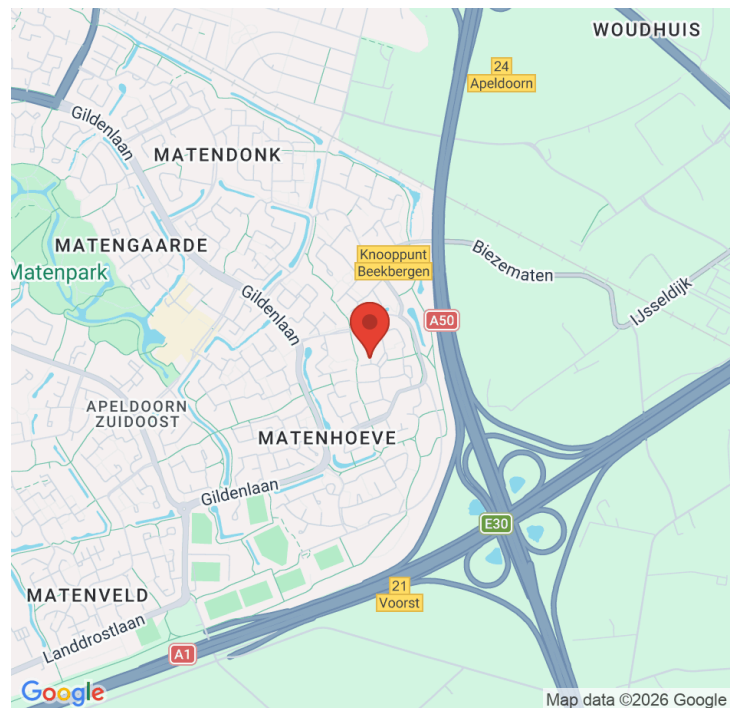 WOUDHUIS
24
Apeldoorn
Gildenlaan
MATENDONK
MATENGAARDE
Matenpark
Knooppunt
Beekbergen
Biezematen
IJsseldijk
Gildenlaan
A50
APELDOORN
ZUIDOOST
MATENHOEVE
Gildenlaan
E30
MATENVELD
21
Voorst
Landdrostlaan
A1
Google
Map data ©2026 Google